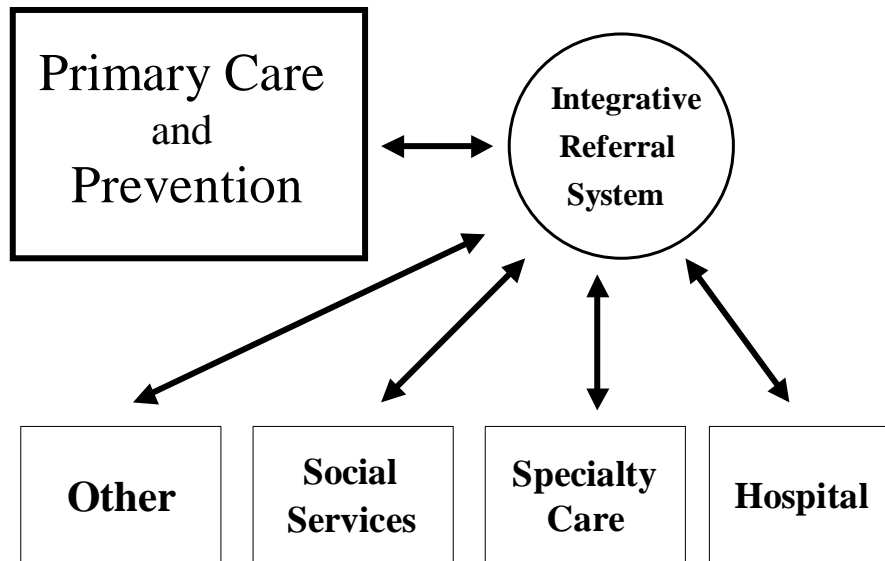 Primary Care
and
Prevention
Integrative
Referral
System
Other
Social
Services
Specialty
Care
Hospital